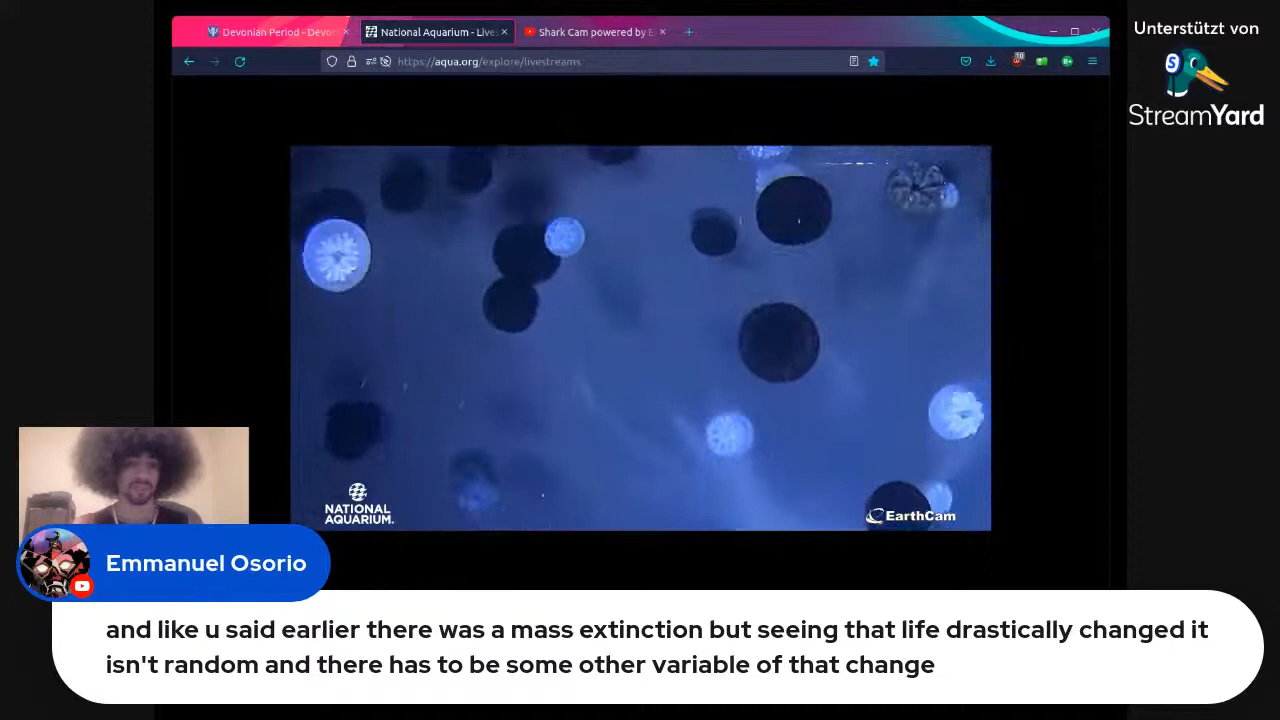 Devonian Period - Devo
National Aquarium - Live
Shark Cam powered by E
Unterstützt von
https://aqua.org/explore/livestreams
StreamYard
NATIONAL
AQUARIUM.
EarthCam
Emmanuel Osorio
and like u said earlier there was a mass extinction but seeing that life drastically changed it
isn't random and there has to be some other variable of that change